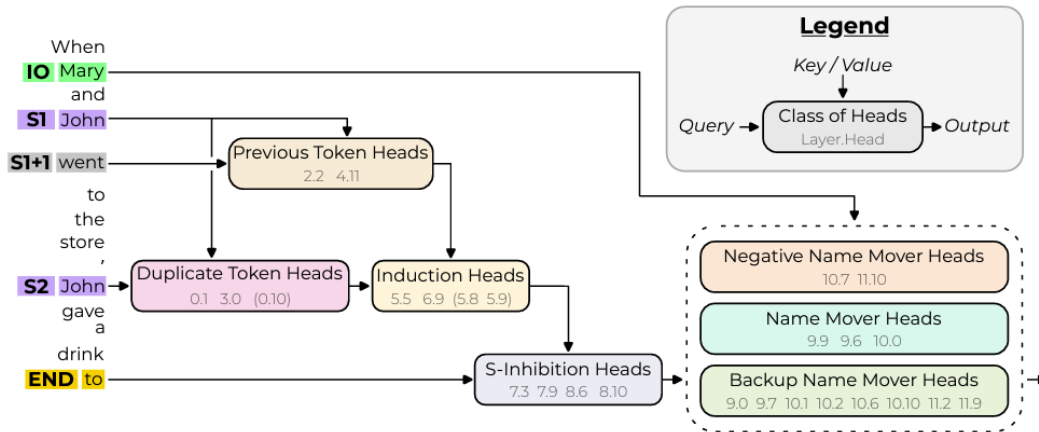 When
IO Mary
and
S1 John
S1+1 went
to
the
store
,
S2 John
gave
a
drink
END to
Previous Token Heads
2.2 4.11
Duplicate Token Heads
0.1 3.0 (0.10)
Induction Heads
5.5 6.9 (5.8 5.9)
S-Inhibition Heads
7.3 7.9 8.6 8.10
Legend
Key / Value
Query
Class of Heads
Layer.Head
Output
Negative Name Mover Heads
10.7 11.10
Name Mover Heads
9.9 9.6 10.0
Backup Name Mover Heads
9.0 9.7 10.1 10.2 10.6 10.10 11.2 11.9